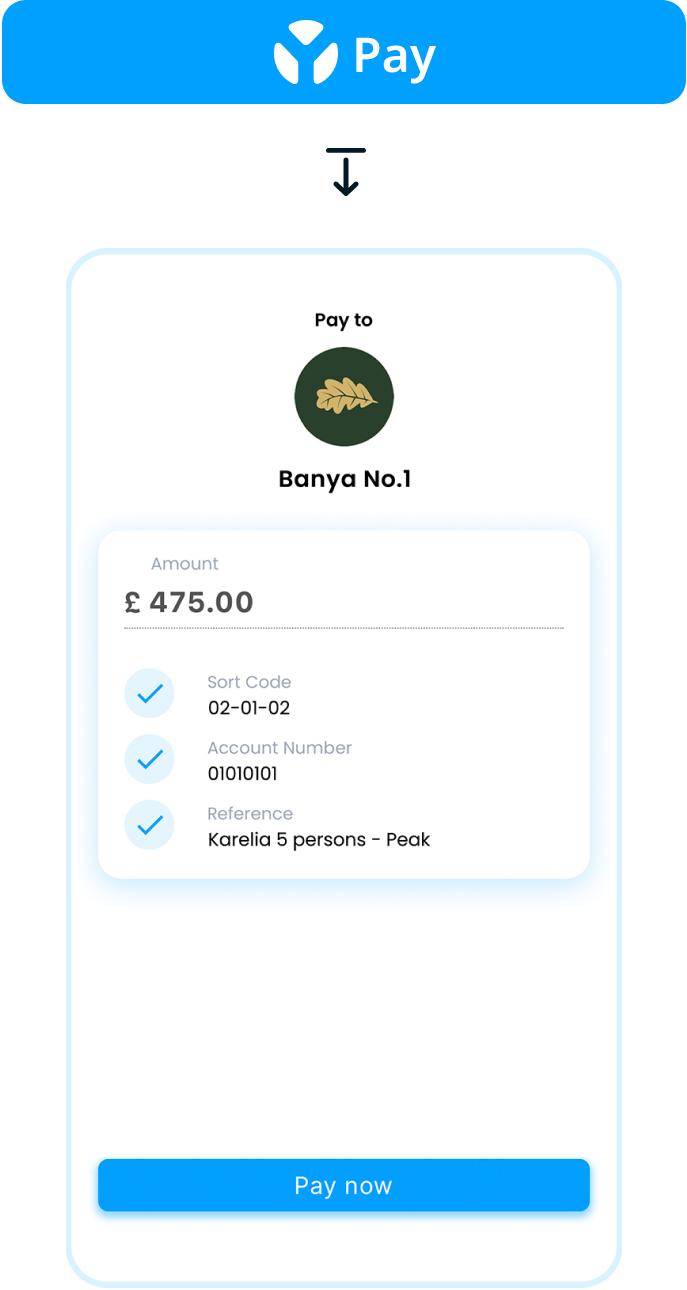 Pay
Pay to
Banya No.1
Amount
£ 475.00
Sort Code
02-01-02
Account Number
01010101
Reference
Karelia 5 persons - Peak
Pay now